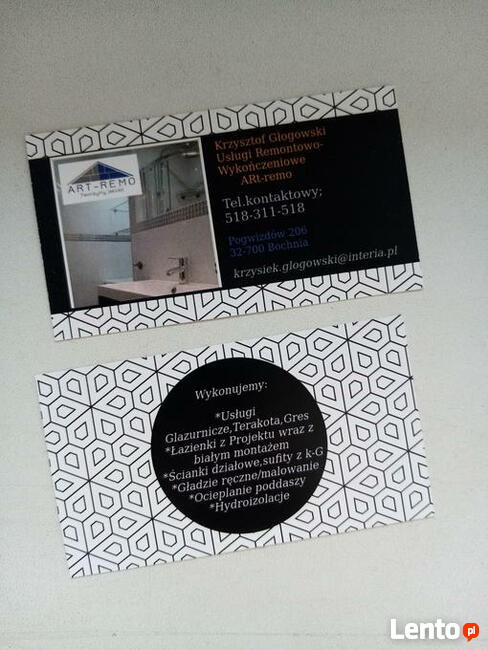 ART-REMO
Krzysztof Głogowski
Usługi Remontowo-
Wykończeniowe
ARt-remo
Tel.kontaktowy;
518-311-518
Pogwizdów 206
32-700 Bochnia
krzysiek.glogowski@interia.pl
Wykonujemy:
*Usługi
Glazurnicze,Terakota,Gres
*Łazienki z Projektu wraz z
białym montażem
*Ścianki działowe,sufity z k-G
*Gładzie ręczne/malowanie
*Ocieplanie poddaszy
*Hydroizolacje
Lento pl